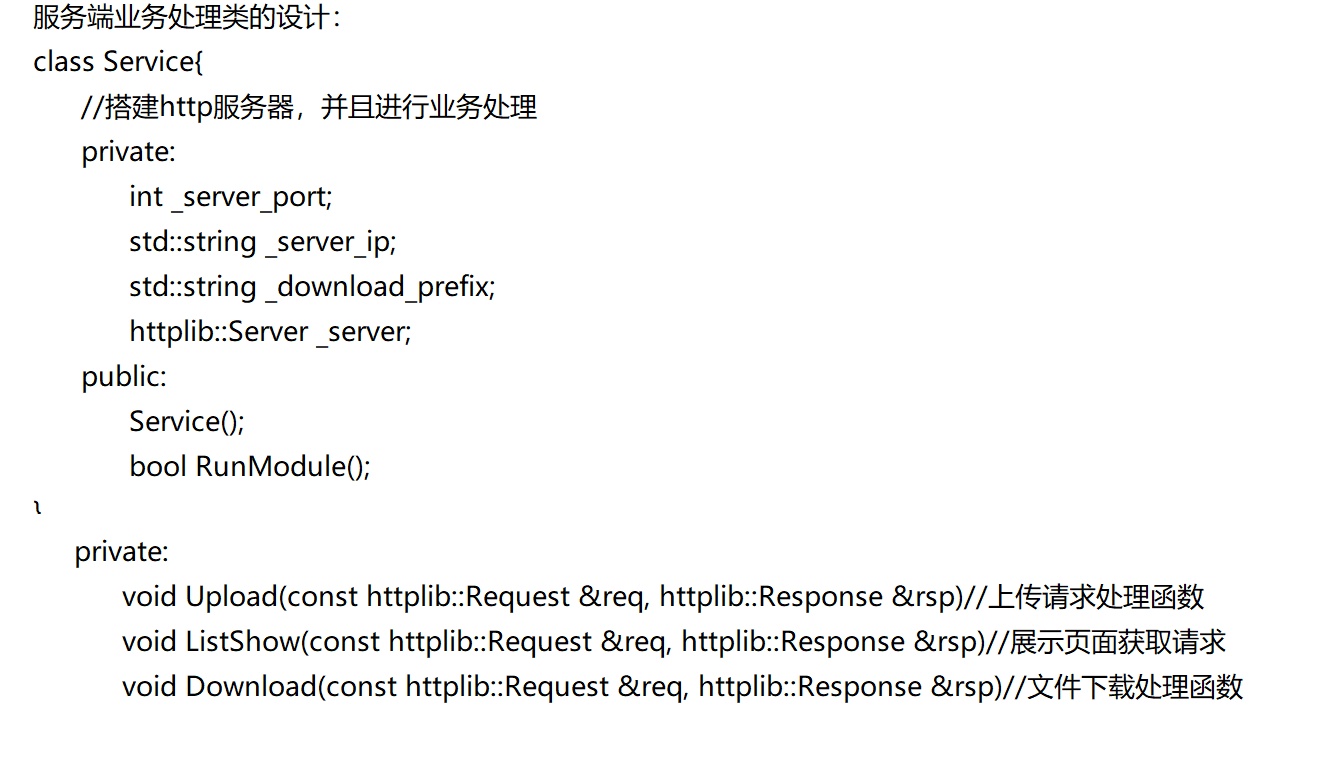 服务端业务处理类的设计：
class Service{
//搭建http服务器，并且进行业务处理
private:
int _server_port;
std::string _server_ip;
std::string _download_prefix;
httplib::Server _server;
public:
Service();
bool RunModule();
private:
void Upload(const httplib::Request &req, httplib::Response &rsp)//上传请求处理函数
void ListShow(const httplib::Request &req, httplib::Response &rsp)//展示页面获取请求
void Download(const httplib::Request &req, httplib::Response &rsp)//文件下载处理函数